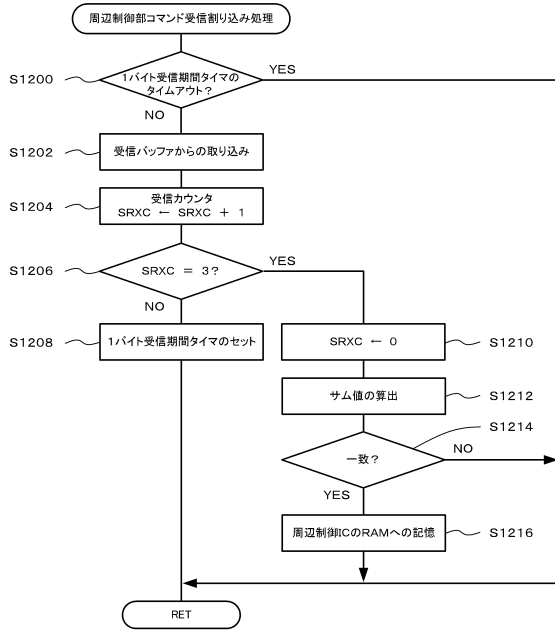 周辺制御部コマンド受信割り込み処理
S1200
1バイト受信期間タイマの
タイムアウト?
YES
NO
S1202
受信バッファからの取り込み
S1204
受信カウンタ
SRXC ← SRXC + 1
S1206
SRXC = 3?
YES
NO
S1208
1バイト受信期間タイマのセット
SRXC ← 0
S1210
サム値の算出
S1212
S1214
一致?
NO
YES
周辺制御ICのRAMへの記憶
S1216
RET